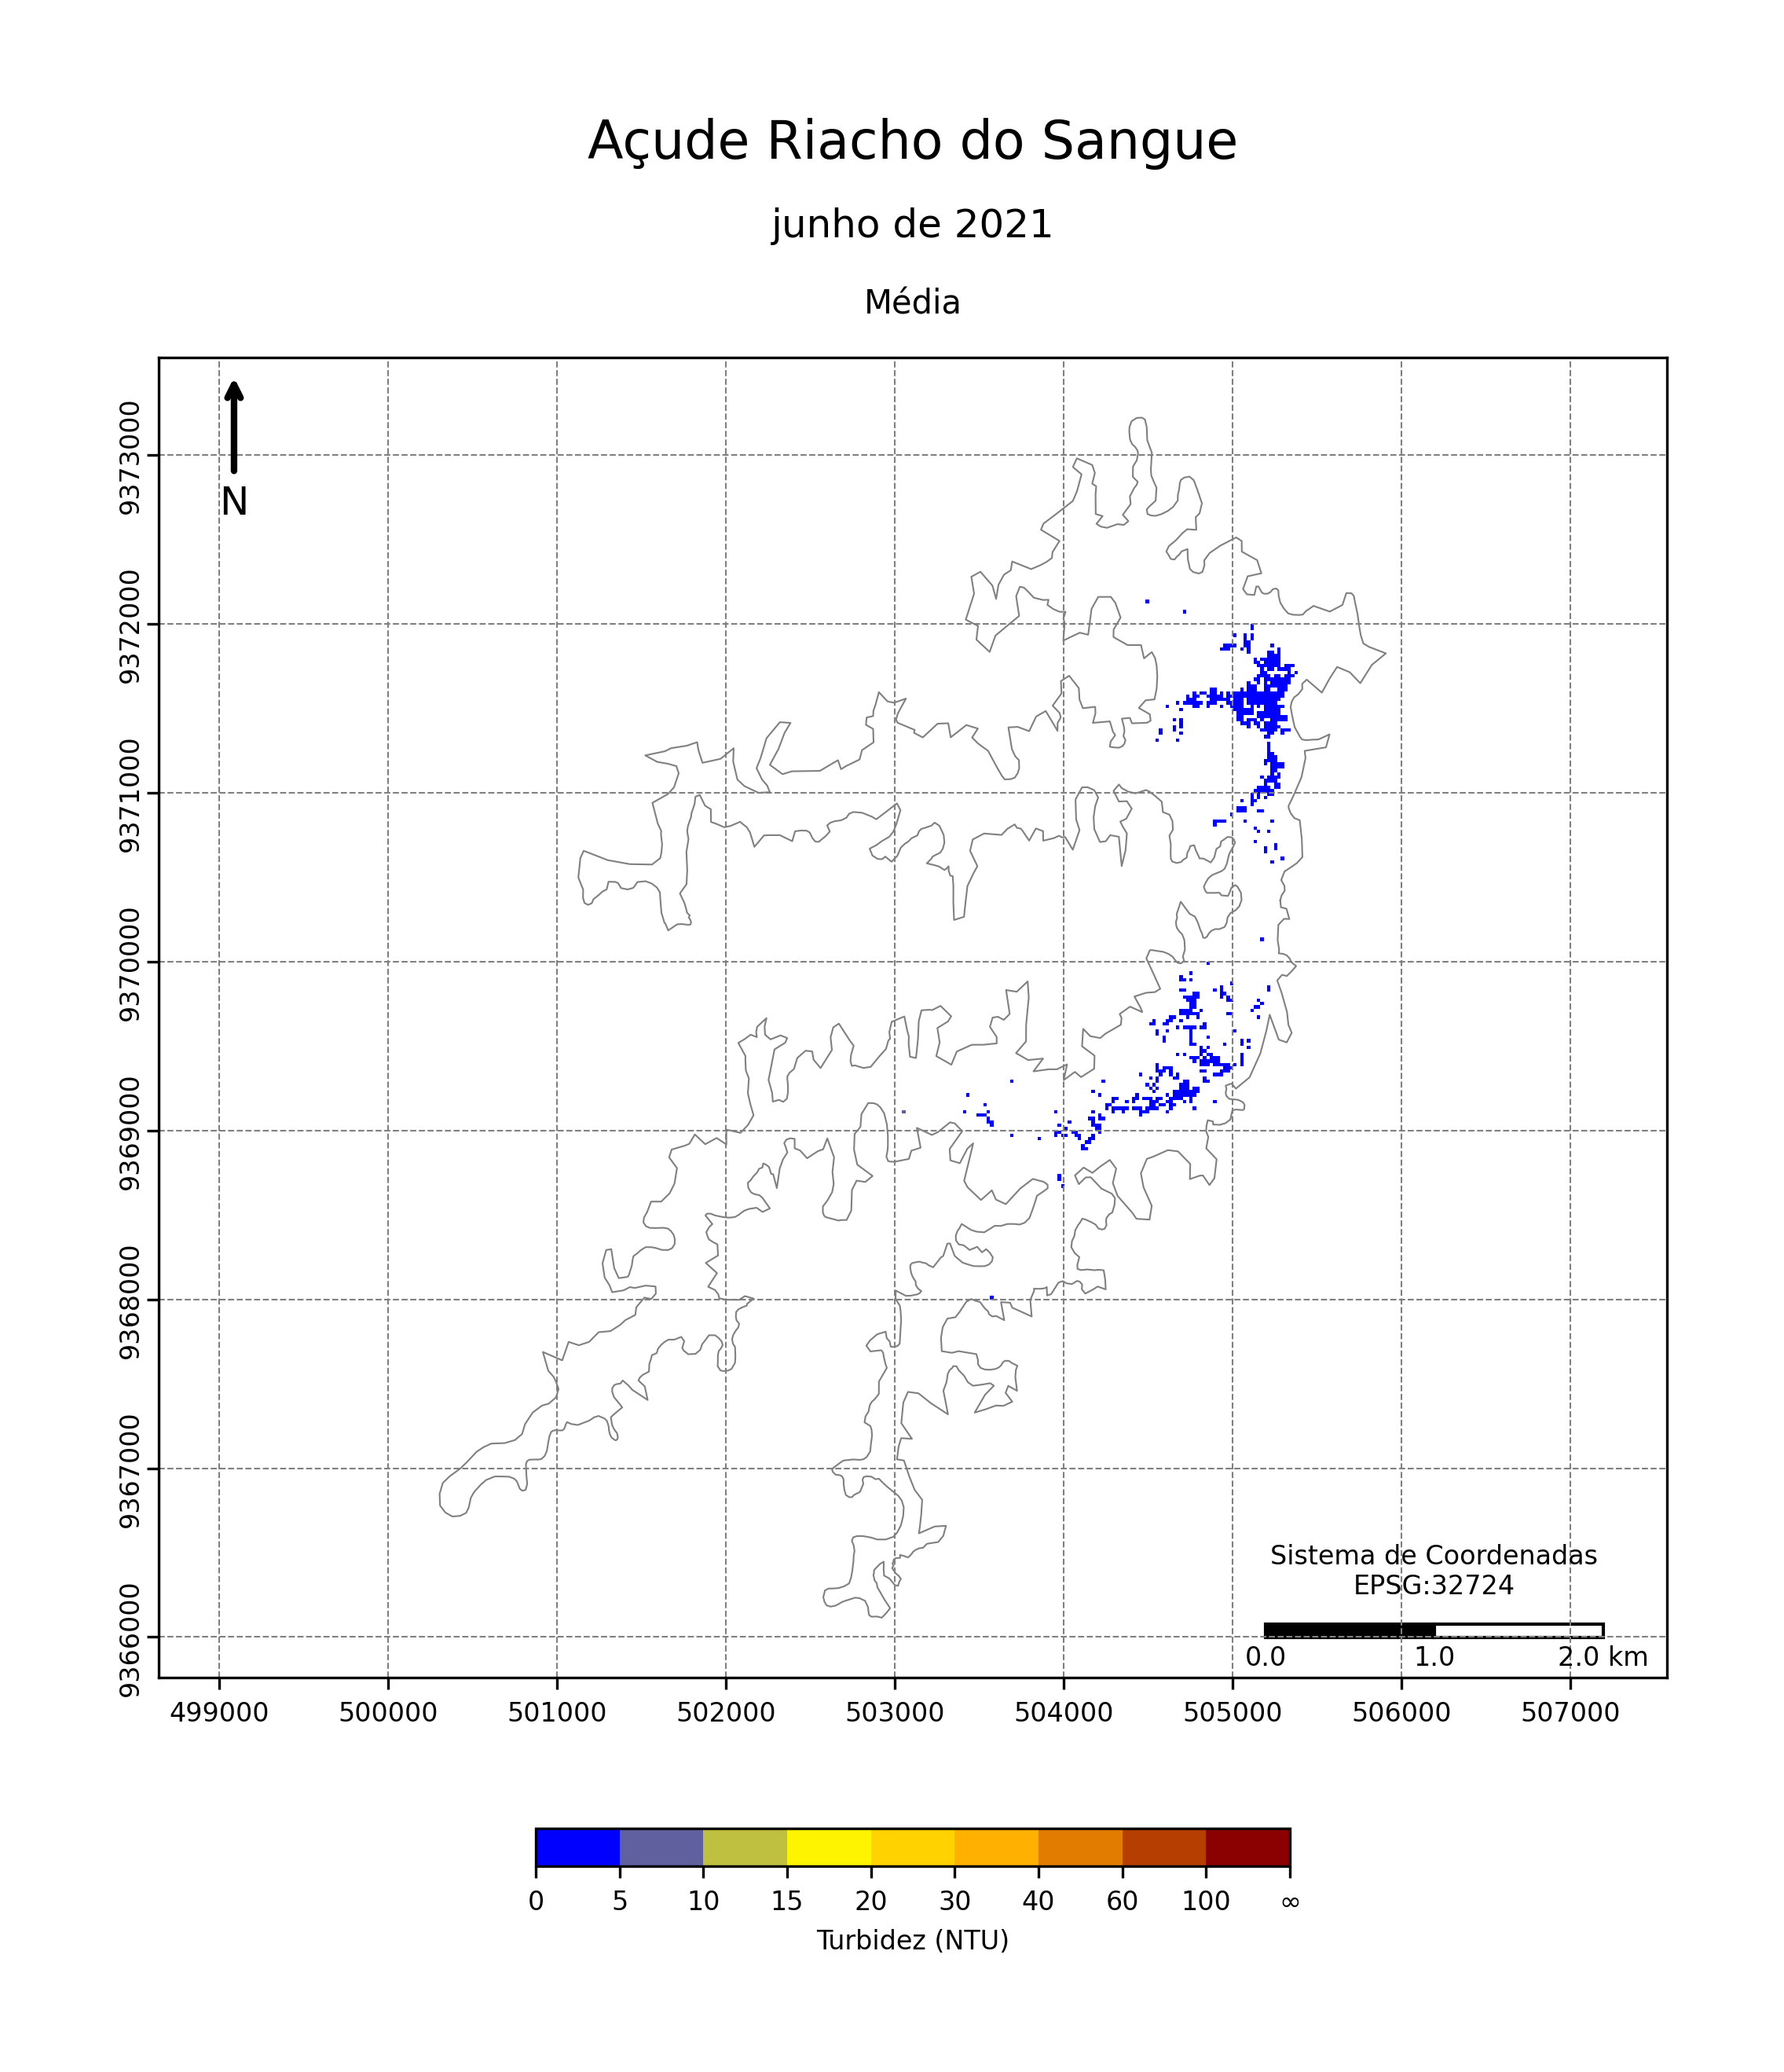 Açude Riacho do Sangue
junho de 2021
Média
N
9373000
9372000
9371000
9370000
9369000
9368000
9367000
9366000
Sistema de Coordenadas
EPSG:32724
0.0 1.0 2.0 km
499000 500000 501000 502000 503000 504000 505000 506000 507000
0 5 10 15 20 30 40 60 100 ∞
Turbidez (NTU)